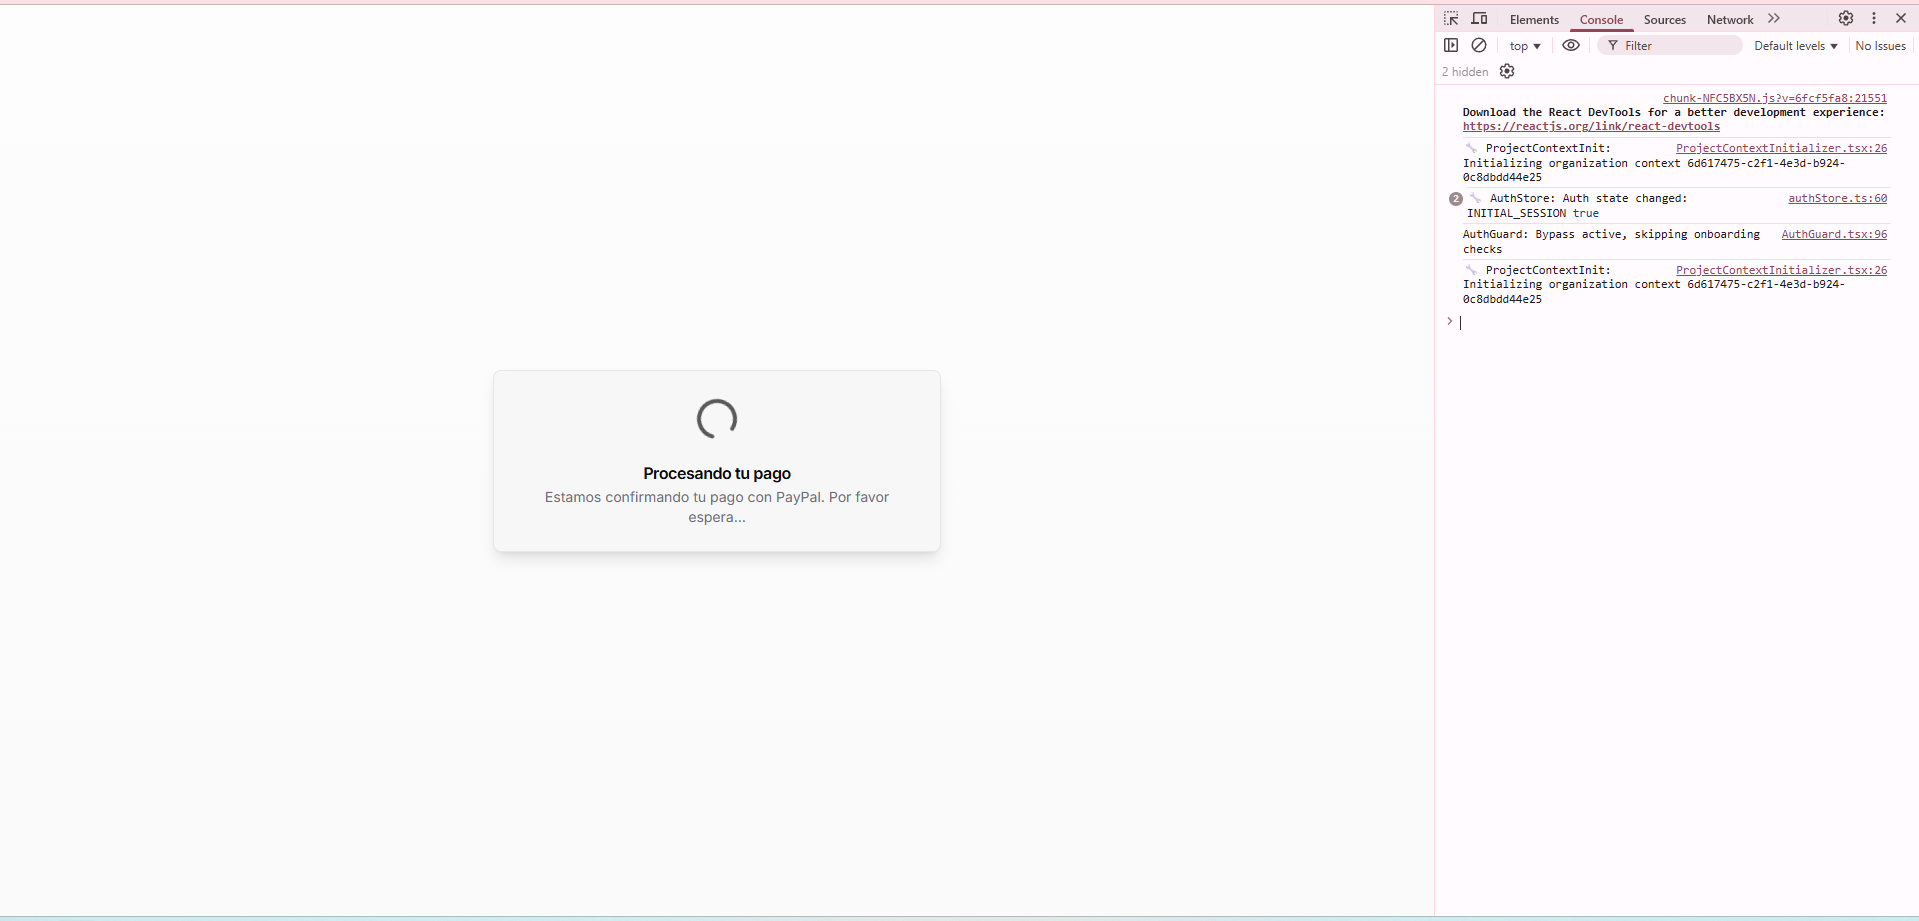 Elements Console Sources Network
top Filter Default levels No Issues
2 hidden
chunk-NFC5BX5N.js?v=6fcf5fa8:21551
Download the React DevTools for a better development experience:
https://reactjs.org/link/react-devtools
ProjectContextInit: ProjectContextInitializer.tsx:26
Initializing organization context 6d617475-c2f1-4e3d-b924-
0c8dbdd44e25
2 AuthStore: Auth state changed: authStore.ts:60
INITIAL_SESSION true
AuthGuard: Bypass active, skipping onboarding AuthGuard.tsx:96
checks
ProjectContextInit: ProjectContextInitializer.tsx:26
Initializing organization context 6d617475-c2f1-4e3d-b924-
0c8dbdd44e25
Procesando tu pago
Estamos confirmando tu pago con PayPal. Por favor
espera...